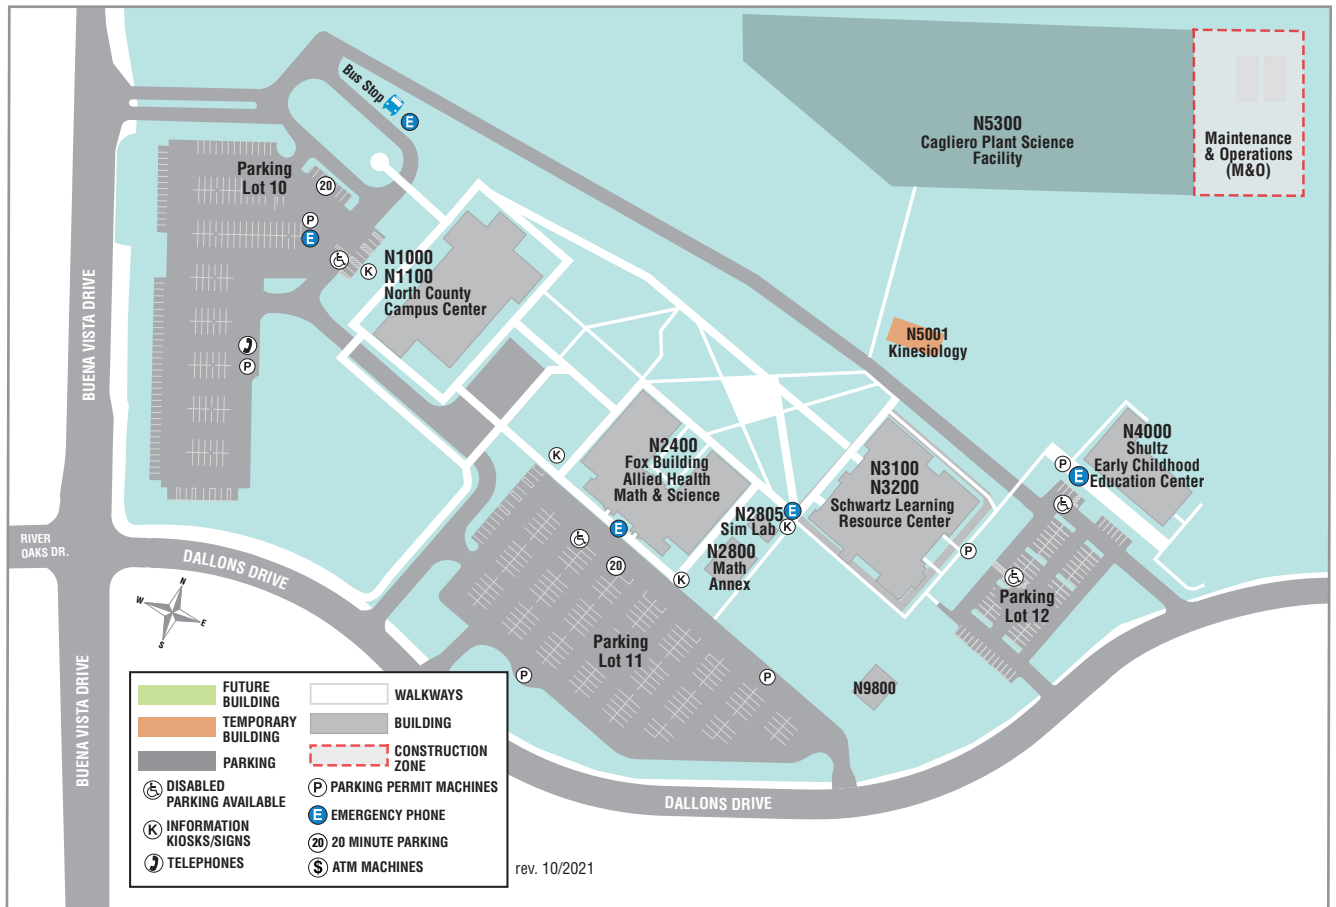 Bus Stop
E
N5300
Cagliero Plant Science
Facility
Maintenance
& Operations
(M&O)
Parking
Lot 10
20
P
E
K
N1000
N1100
North County
Campus Center
BUENA VISTA DRIVE
P
N5001
Kinesiology
N4000
Shultz
Early Childhood
Education Center
P
E
K
N2400
Fox Building
Allied Health
Math & Science
N3100
N3200
Schwartz Learning
Resource Center
N2805
Sim Lab
E
K
N2800
Math
Annex
E
20
K
P
Parking
Lot 12
RIVER
OAKS DR.
DALLONS DRIVE
N
W
E
S
Parking
Lot 11
P
P
N9800
BUENA VISTA DRIVE
DALLONS DRIVE
FUTURE
BUILDING
TEMPORARY
BUILDING
PARKING
DISABLED
PARKING AVAILABLE
K INFORMATION
KIOSKS/SIGNS
TELEPHONES
WALKWAYS
BUILDING
CONSTRUCTION
ZONE
P PARKING PERMIT MACHINES
E EMERGENCY PHONE
20 20 MINUTE PARKING
$ ATM MACHINES
rev. 10/2021